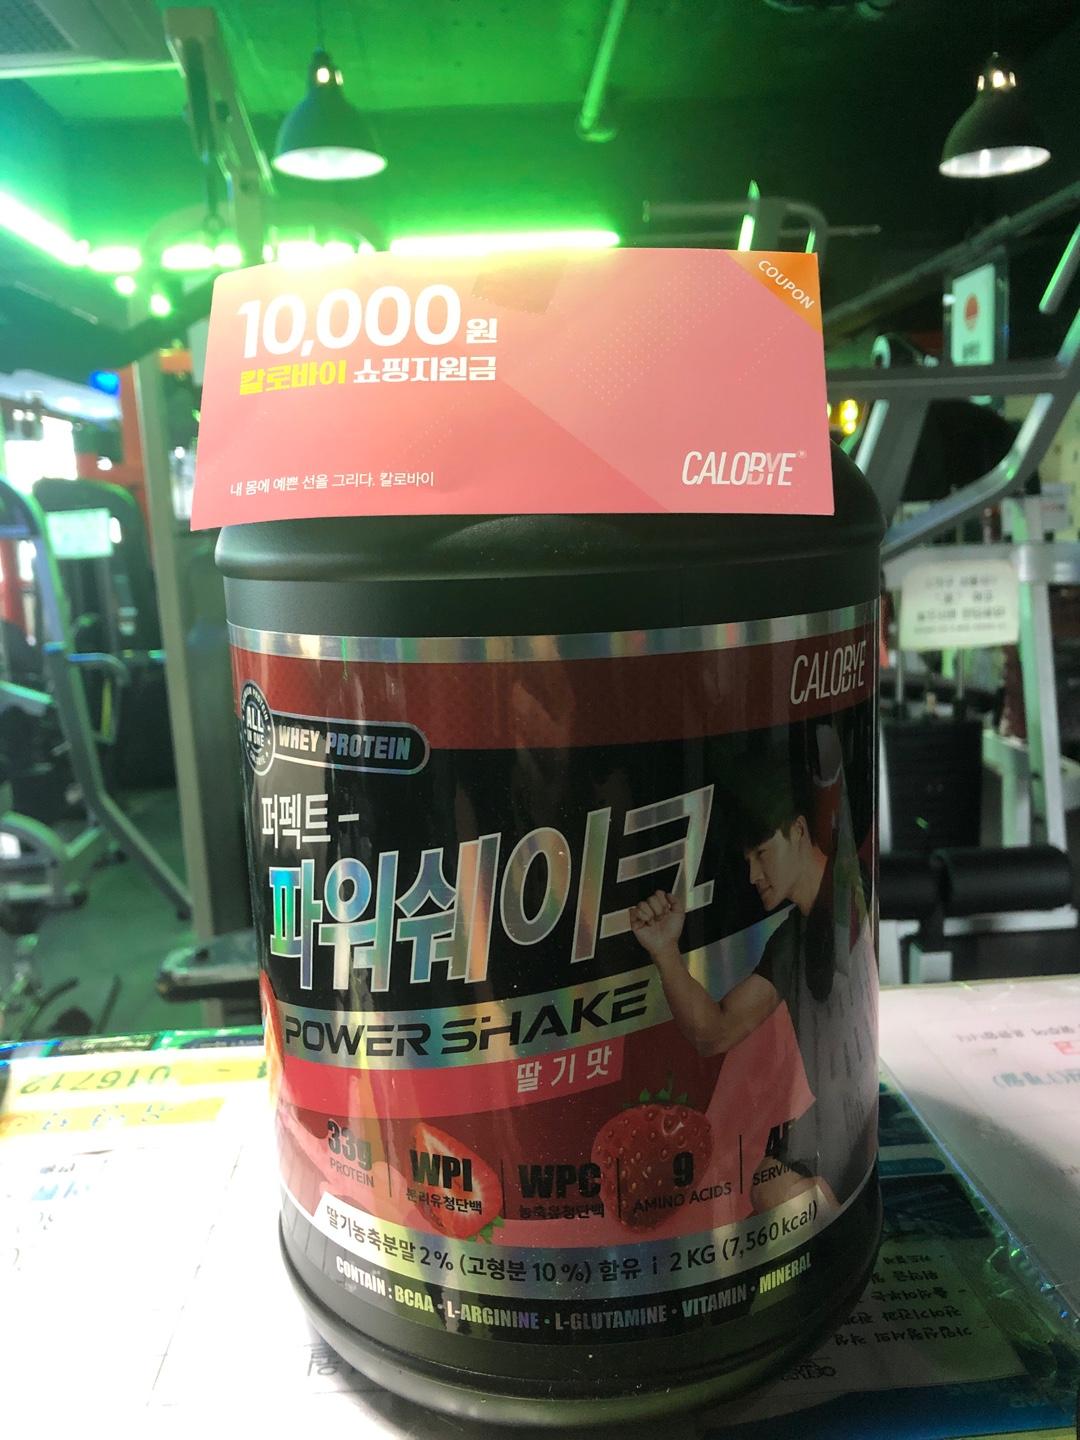 COUPON
10,000원
칼로바이 쇼핑지원금
내 몸에 예쁜 선을 그리다. 칼로바이
CALOBYE
CALOBYE
ALL
WHEY PROTEIN
퍼펙트-
파워쉐이크
POWER SHAKE
딸기맛
33g
PROTEIN
WPI
분리유청단백
WPC
농축유청단백
9
AMINO ACIDS
딸기농축분말 2% (고형분 10%) 함유 | 2 KG (7,560 kcal)
CONTAIN : BCAA · L-ARGININE · L-GLUTAMINE · VITAMIN · MINERAL
016712